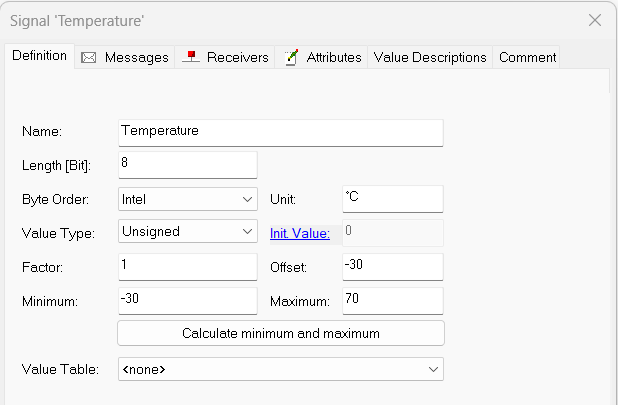 Signal 'Temperature'
Definition Messages Receivers Attributes Value Descriptions Comment
Name: Temperature
Length [Bit]: 8
Byte Order: Intel Unit: °C
Value Type: Unsigned Init. Value: 0
Factor: 1 Offset: -30
Minimum: -30 Maximum: 70
Calculate minimum and maximum
Value Table: <none>